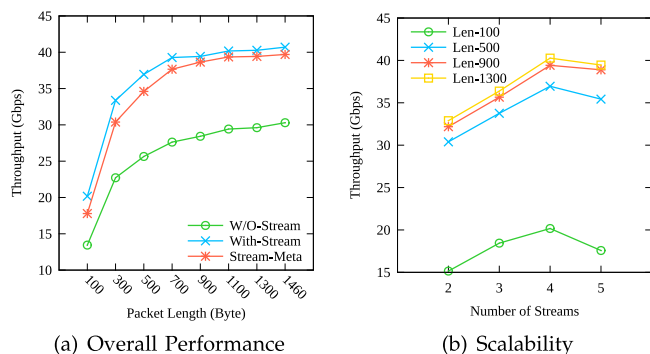 45
40
35
30
25
20
15
10
Throughput (Gbps)
W/O-Stream
With-Stream
Stream-Meta
100
300
500
700
900
1100
1300
1460
Packet Length (Byte)
(a) Overall Performance
45
40
35
30
25
20
15
Throughput (Gbps)
Len-100
Len-500
Len-900
Len-1300
2
3
4
5
Number of Streams
(b) Scalability